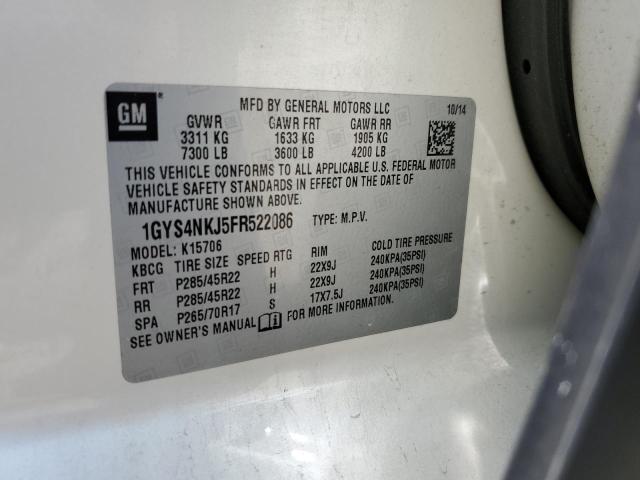 GM
MFD BY GENERAL MOTORS LLC 10/14
GVWR GAWR FRT GAWR RR
3311 KG 1633 KG 1905 KG
7300 LB 3600 LB 4200 LB
THIS VEHICLE CONFORMS TO ALL APPLICABLE U.S. FEDERAL MOTOR
VEHICLE SAFETY STANDARDS IN EFFECT ON THE DATE OF
MANUFACTURE SHOWN ABOVE.
1GYS4NKJ5FR522086 TYPE: M.P.V.
MODEL: K15706
KBCG TIRE SIZE SPEED RTG RIM COLD TIRE PRESSURE
FRT P285/45R22 H 22X9J 240KPA(35PSI)
RR P285/45R22 H 22X9J 240KPA(35PSI)
SPA P265/70R17 S 17X7.5J 240KPA(35PSI)
SEE OWNER'S MANUAL FOR MORE INFORMATION.